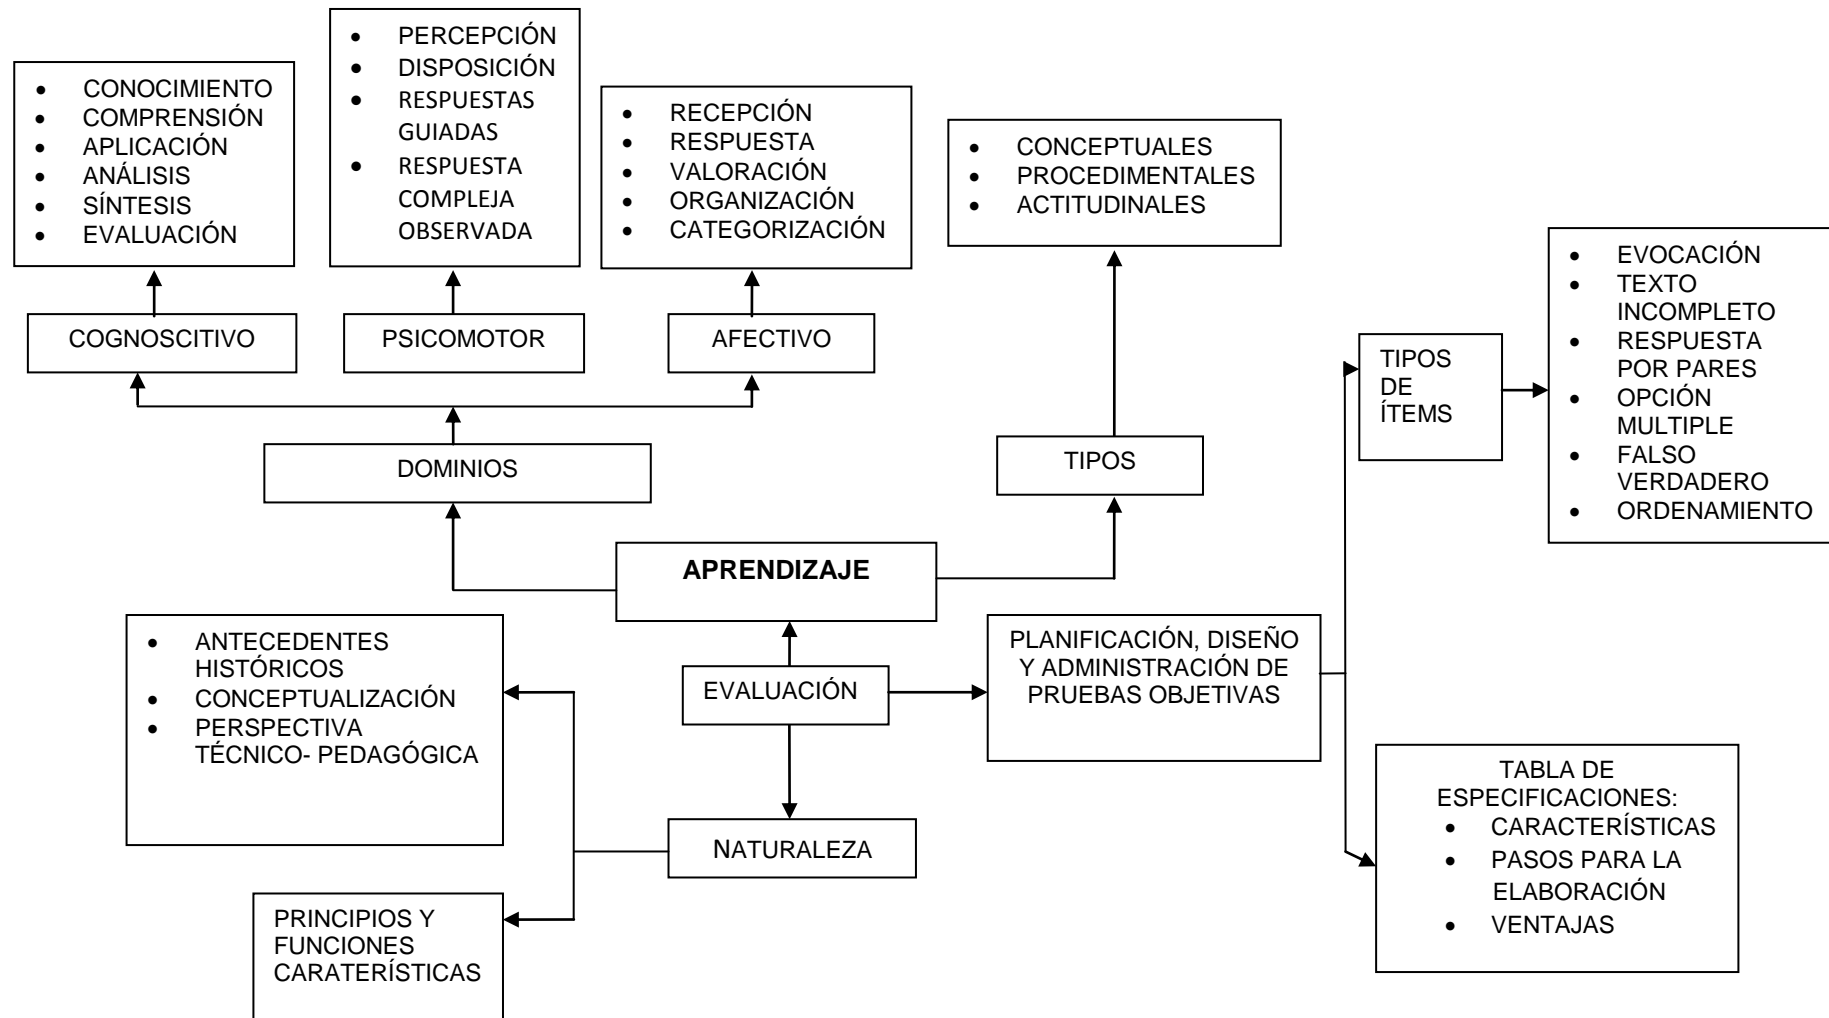 • CONOCIMIENTO
• COMPRENSIÓN
• APLICACIÓN
• ANÁLISIS
• SÍNTESIS
• EVALUACIÓN
• PERCEPCIÓN
• DISPOSICIÓN
• RESPUESTAS
GUIADAS
• RESPUESTA
COMPLEJA
OBSERVADA
• RECEPCIÓN
• RESPUESTA
• VALORACIÓN
• ORGANIZACIÓN
• CATEGORIZACIÓN
• CONCEPTUALES
• PROCEDIMENTALES
• ACTITUDINALES
COGNOSCITIVO
PSICOMOTOR
AFECTIVO
DOMINIOS
TIPOS
TIPOS
DE
ÍTEMS
• EVOCACIÓN
• TEXTO
INCOMPLETO
• RESPUESTA
POR PARES
• OPCIÓN
MULTIPLE
• FALSO
VERDADERO
• ORDENAMIENTO
APRENDIZAJE
• ANTECEDENTES
HISTÓRICOS
• CONCEPTUALIZACIÓN
• PERSPECTIVA
TÉCNICO- PEDAGÓGICA
EVALUACIÓN
PLANIFICACIÓN, DISEÑO
Y ADMINISTRACIÓN DE
PRUEBAS OBJETIVAS
NATURALEZA
PRINCIPIOS Y
FUNCIONES
CARATERÍSTICAS
TABLA DE
ESPECIFICACIONES:
• CARACTERÍSTICAS
• PASOS PARA LA
ELABORACIÓN
• VENTAJAS